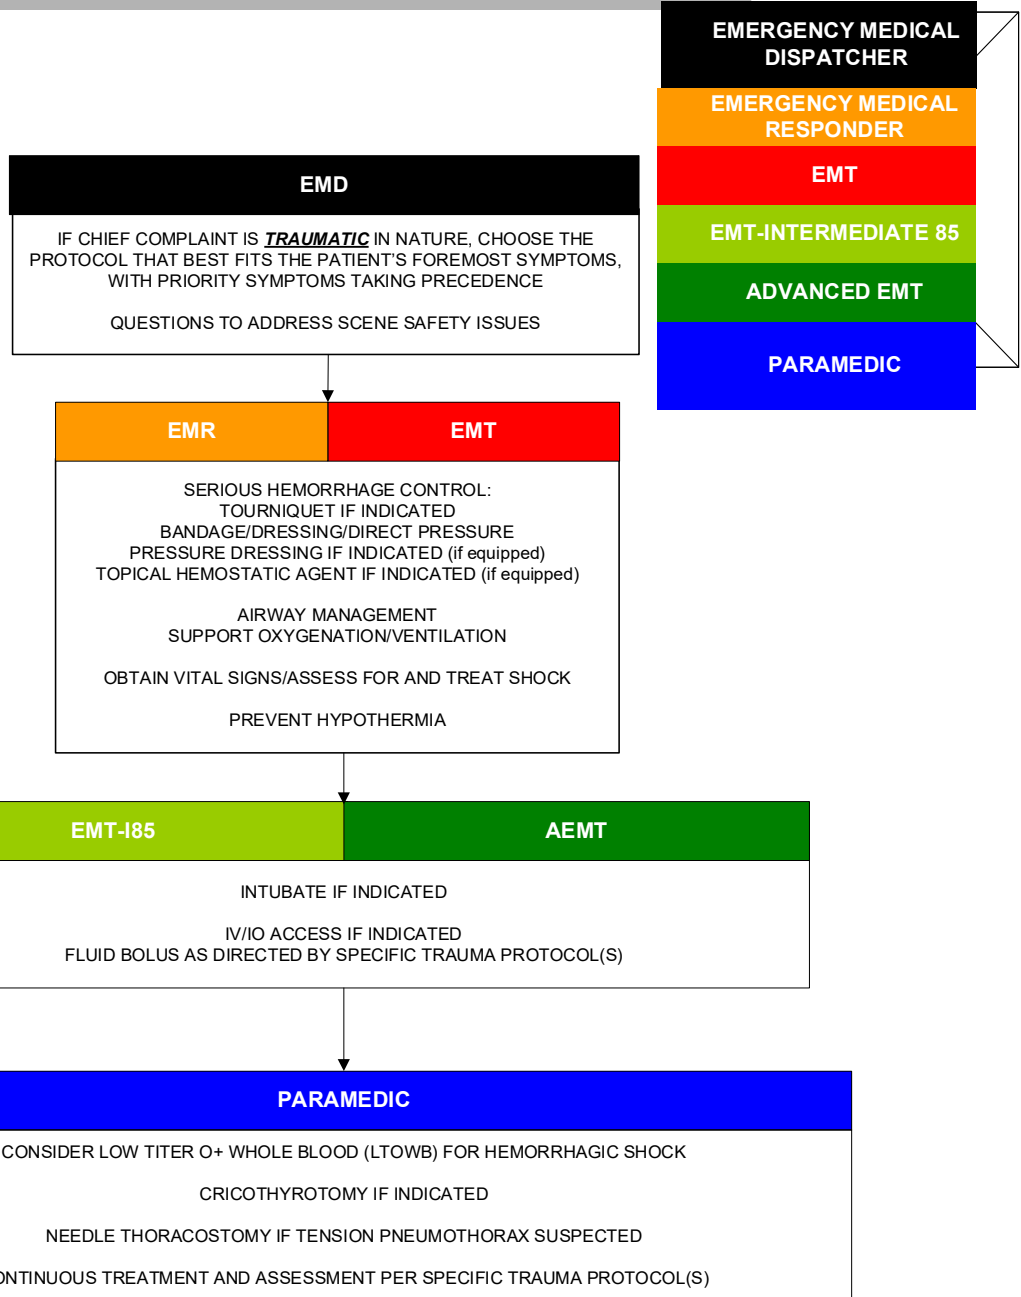 EMERGENCY MEDICAL
DISPATCHER
EMERGENCY MEDICAL
RESPONDER
EMT
EMT-INTERMEDIATE 85
ADVANCED EMT
PARAMEDIC
EMD
IF CHIEF COMPLAINT IS TRAUMATIC IN NATURE, CHOOSE THE
PROTOCOL THAT BEST FITS THE PATIENT'S FOREMOST SYMPTOMS,
WITH PRIORITY SYMPTOMS TAKING PRECEDENCE
QUESTIONS TO ADDRESS SCENE SAFETY ISSUES
EMR EMT
SERIOUS HEMORRHAGE CONTROL:
TOURNIQUET IF INDICATED
BANDAGE/DRESSING/DIRECT PRESSURE
PRESSURE DRESSING IF INDICATED (if equipped)
TOPICAL HEMOSTATIC AGENT IF INDICATED (if equipped)
AIRWAY MANAGEMENT
SUPPORT OXYGENATION/VENTILATION
OBTAIN VITAL SIGNS/ASSESS FOR AND TREAT SHOCK
PREVENT HYPOTHERMIA
EMT-I85 AEMT
INTUBATE IF INDICATED
IV/IO ACCESS IF INDICATED
FLUID BOLUS AS DIRECTED BY SPECIFIC TRAUMA PROTOCOL(S)
PARAMEDIC
CONSIDER LOW TITER O+ WHOLE BLOOD (LTOWB) FOR HEMORRHAGIC SHOCK
CRICOTHYROTOMY IF INDICATED
NEEDLE THORACOSTOMY IF TENSION PNEUMOTHORAX SUSPECTED
ONTINUOUS TREATMENT AND ASSESSMENT PER SPECIFIC TRAUMA PROTOCOL(S)